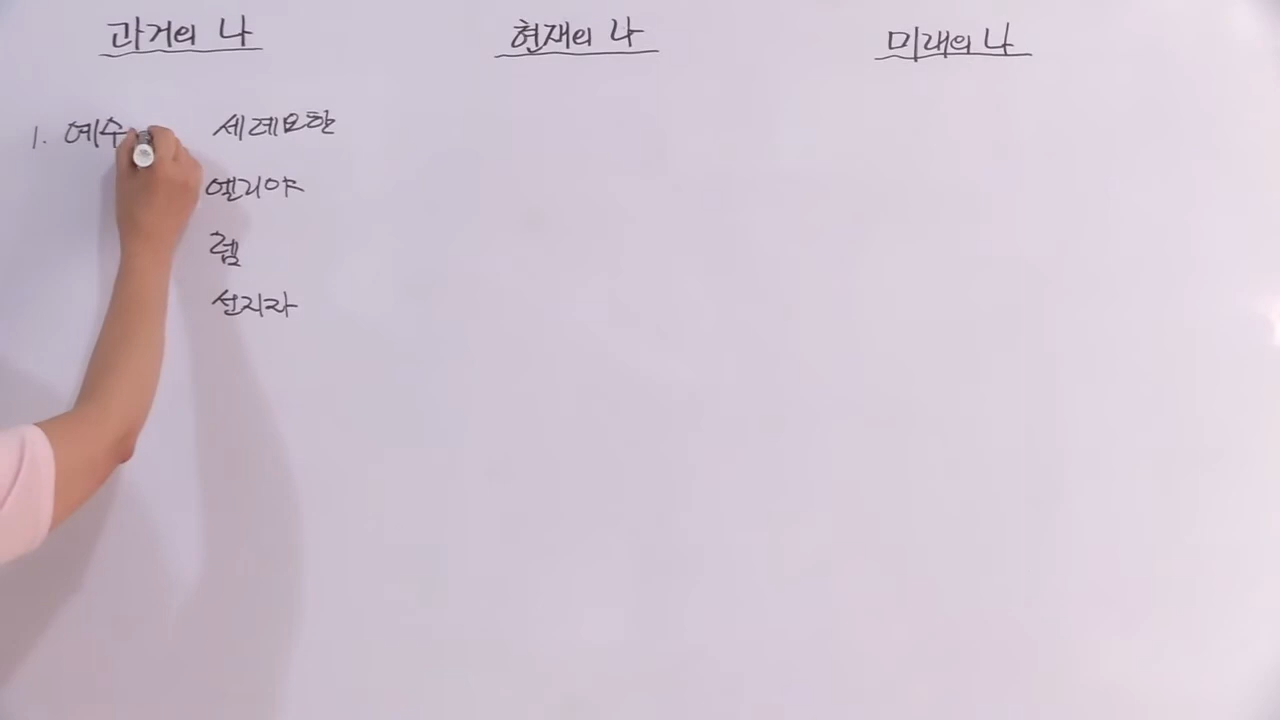 과거의 나 현재의 나 미래의 나
1. 예수 세례요한
엘리야
렘
선지자